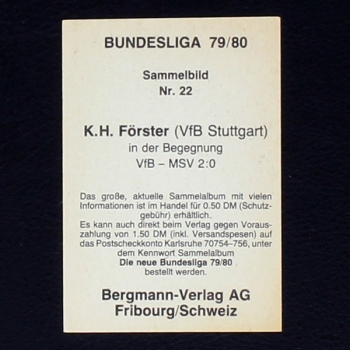 BUNDESLIGA 79/80
Sammelbild
Nr. 22
K.H. Förster (VfB Stuttgart)
in der Begegnung
VfB – MSV 2:0
Das große, aktuelle Sammelalbum mit vielen
Informationen ist im Handel für 0.50 DM (Schutz-
gebühr) erhältlich.
Es kann auch direkt beim Verlag gegen Voraus-
zahlung von 1.50 DM (inkl. Versandspesen) auf
das Postscheckkonto Karlsruhe 70754–756, unter
dem Kennwort Sammelalbum
Die neue Bundesliga 79/80
bestellt werden.
Bergmann-Verlag AG
Fribourg/Schweiz